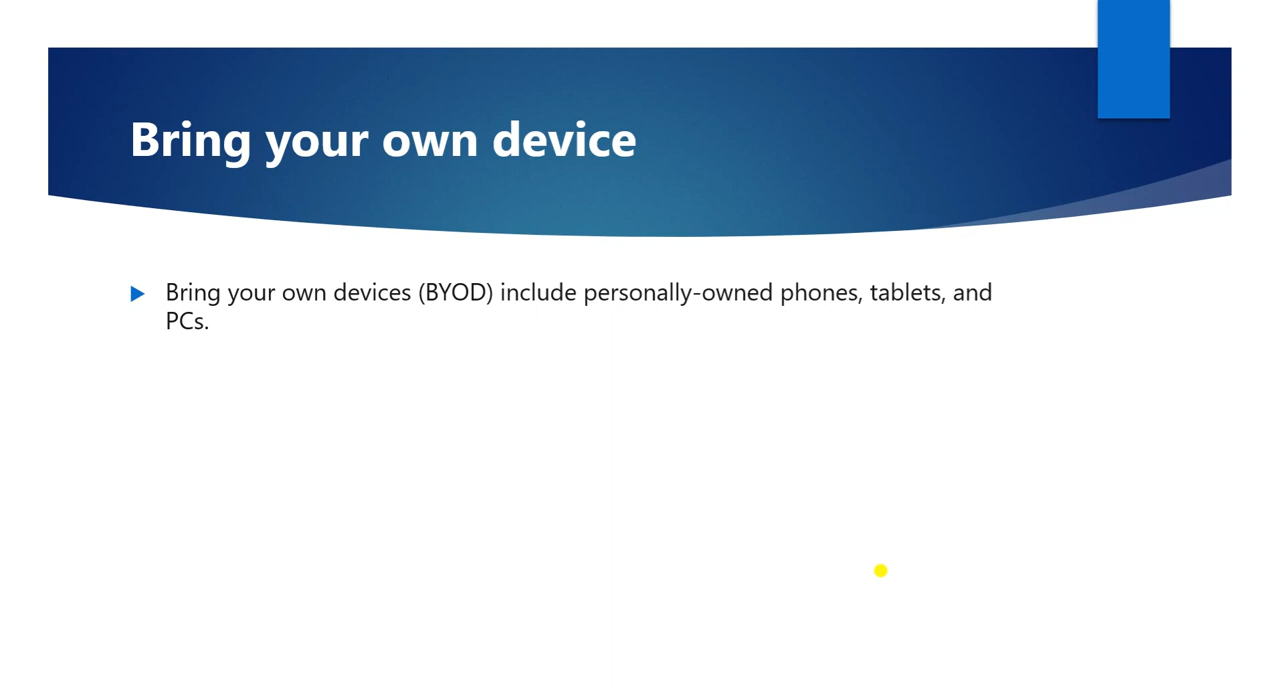 Bring your own device
Bring your own devices (BYOD) include personally-owned phones, tablets, and
PCs.